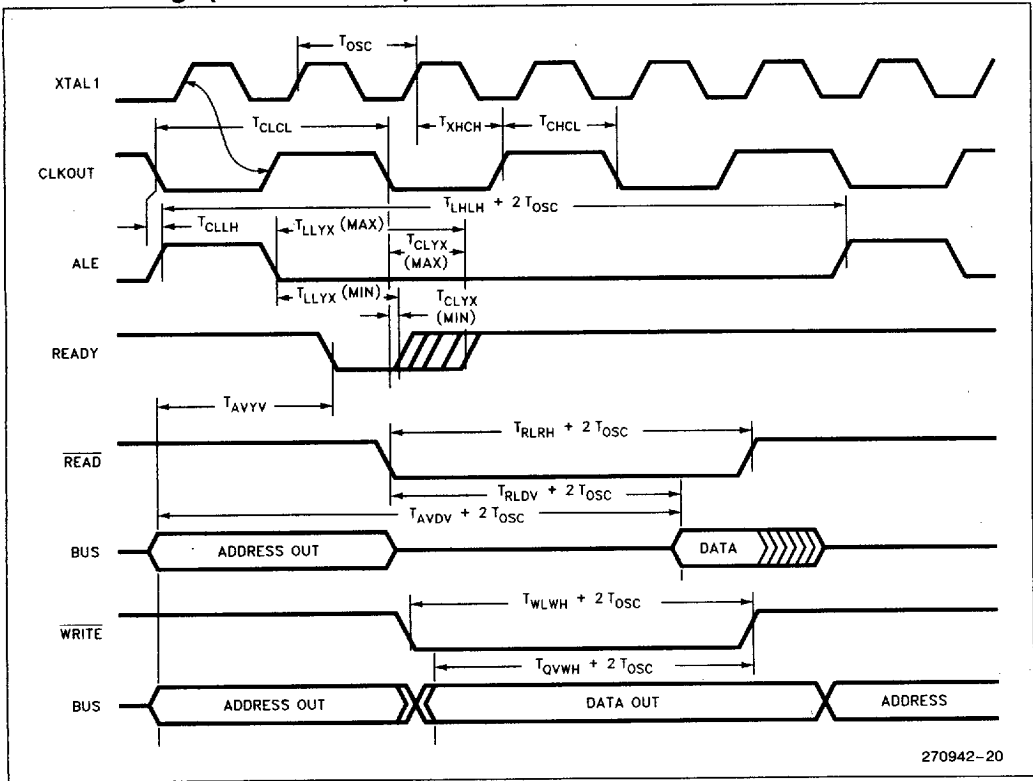 TOSC
XTAL1
TCLCL
TXHCH
TCHCL
CLKOUT
TLHLH + 2 TOSC
TCLLH
TLLYX (MAX)
TCLYX
(MAX)
ALE
TLLYX (MIN)
TCLYX
(MIN)
READY
TAVYV
TRLRH + 2 TOSC
READ
TRLDV + 2 TOSC
TAVDV + 2 TOSC
BUS
ADDRESS OUT
DATA
TWLWH + 2 TOSC
WRITE
TQVWH + 2 TOSC
BUS
ADDRESS OUT
DATA OUT
ADDRESS
270942-20